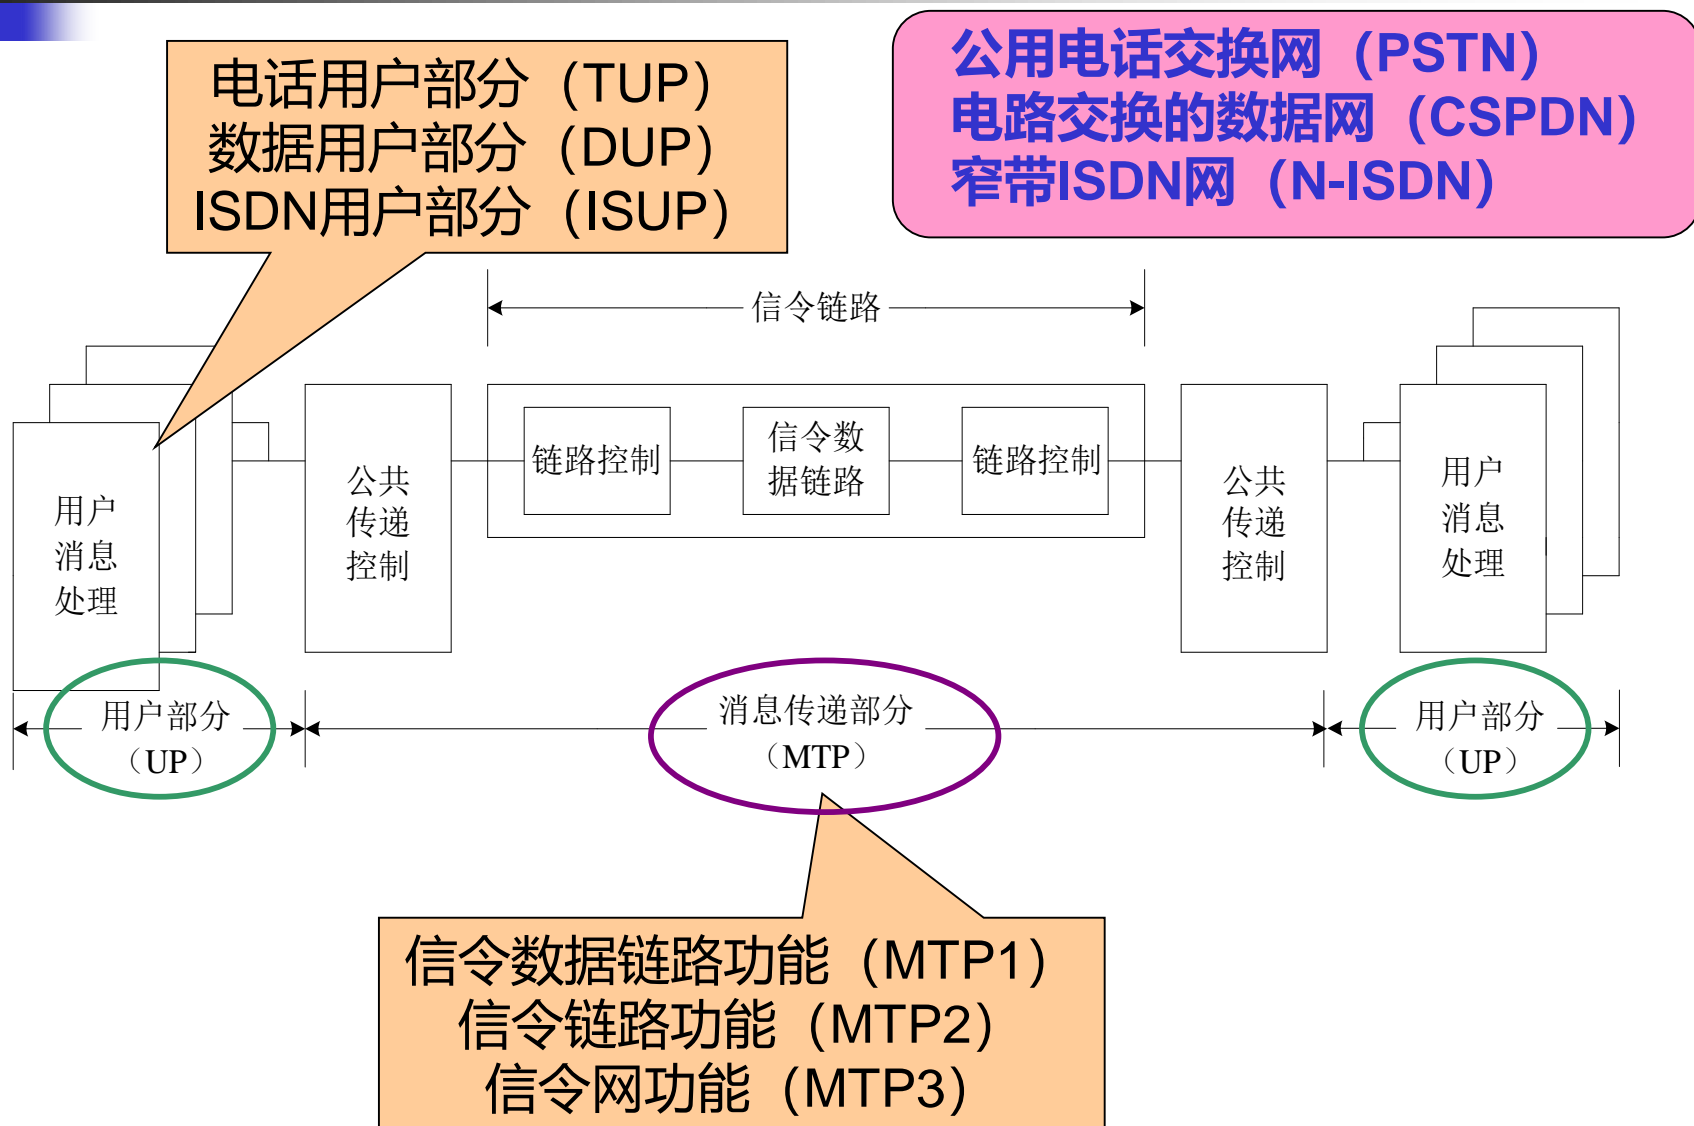 电话用户部分（TUP）
数据用户部分（DUP）
ISDN用户部分（ISUP）
公用电话交换网（PSTN）
电路交换的数据网（CSPDN）
窄带ISDN网（N-ISDN）
信令链路
用户
消息
处理
公共
传递
控制
链路控制
信令数
据链路
链路控制
公共
传递
控制
用户
消息
处理
用户部分
（UP）
消息传递部分
（MTP）
用户部分
（UP）
信令数据链路功能（MTP1）
信令链路功能（MTP2）
信令网功能（MTP3）